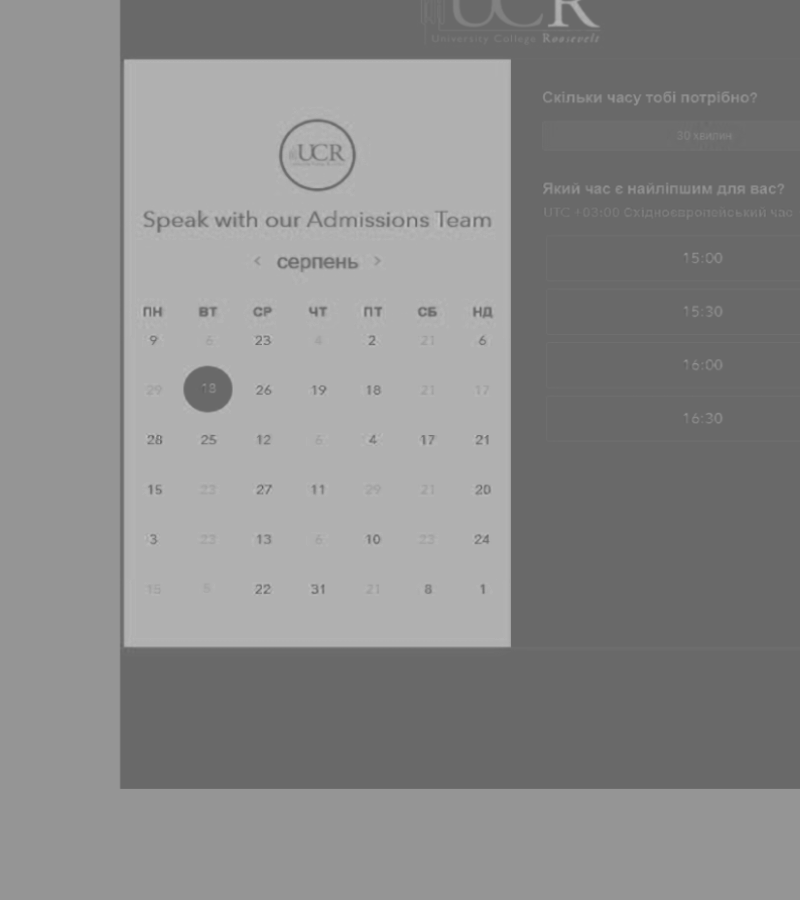 UCR
University College Roosevelt
UCR
Speak with our Admissions Team
< серпень >
ПН ВТ СР ЧТ ПТ СБ НД
9 6 23 4 2 21 6
29 18 26 19 18 21 17
28 25 12 6 4 17 21
15 23 27 11 29 21 20
3 23 13 6 10 23 24
15 5 22 31 21 8 1
Скільки часу тобі потрібно?
30 хвилин
Який час є найліпшим для вас?
UTC +03:00 Східноєвропейський час
15:00
15:30
16:00
16:30